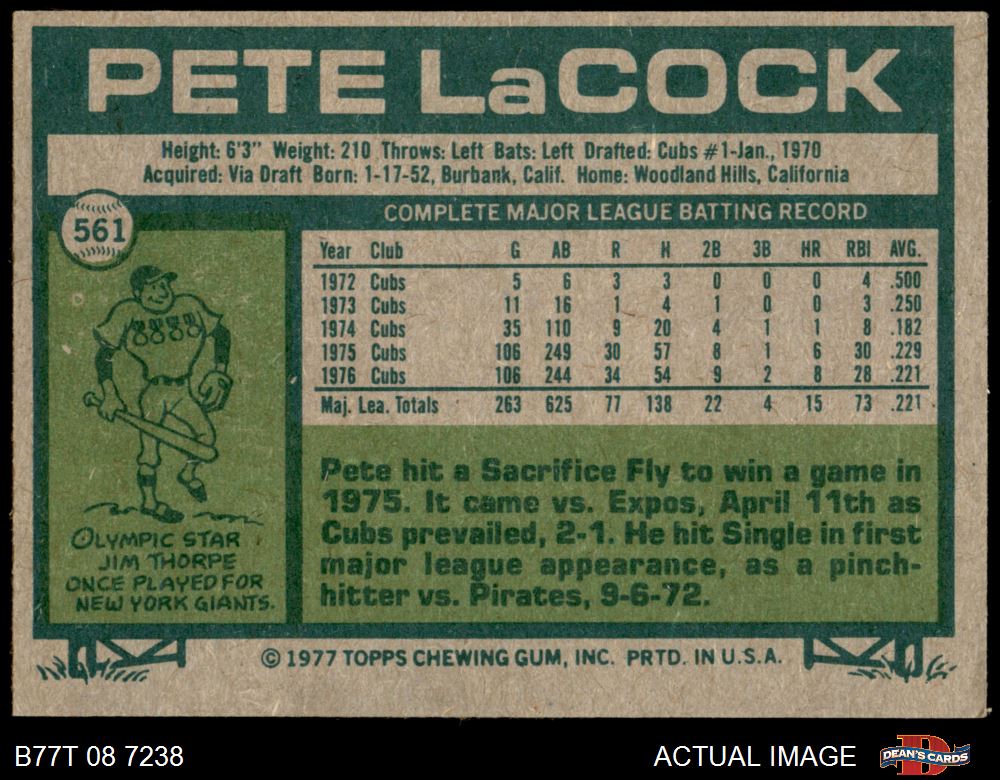 PETE LaCOCK
Height: 6'3" Weight: 210 Throws: Left Bats: Left Drafted: Cubs #1-Jan., 1970
Acquired: Via Draft Born: 1-17-52, Burbank, Calif. Home: Woodland Hills, California
561
COMPLETE MAJOR LEAGUE BATTING RECORD
Year Club G AB R H 2B 3B HR RBI AVG.
1972 Cubs 5 6 3 3 0 0 0 4 .500
1973 Cubs 11 16 1 4 1 0 0 3 .250
1974 Cubs 35 110 9 20 4 1 1 8 .182
1975 Cubs 106 249 30 57 8 1 6 30 .229
1976 Cubs 106 244 34 54 9 2 8 28 .221
Maj. Lea. Totals 263 625 77 138 22 4 15 73 .221
OLYMPIC STAR
JIM THORPE
ONCE PLAYED FOR
NEW YORK GIANTS.
Pete hit a Sacrifice Fly to win a game in
1975. It came vs. Expos, April 11th as
Cubs prevailed, 2-1. He hit Single in first
major league appearance, as a pinch-
hitter vs. Pirates, 9-6-72.
© 1977 TOPPS CHEWING GUM, INC. PRTD. IN U.S.A.
B77T 08 7238
ACTUAL IMAGE
D
DEAN'S CARDS